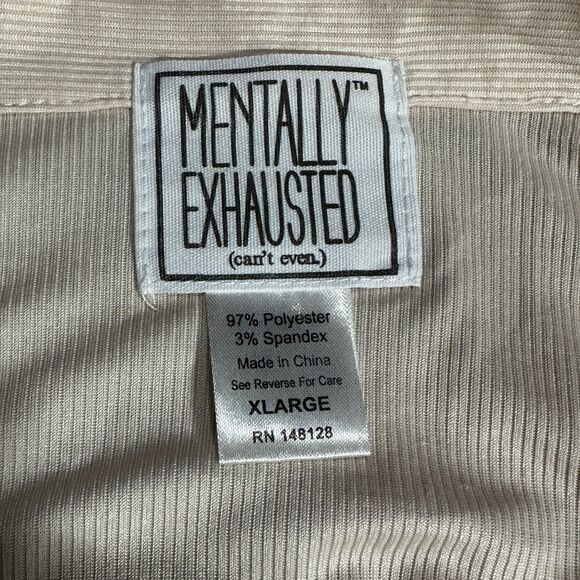 MENTALLY™
EXHAUSTED
(can't even.)
97% Polyester
3% Spandex
Made in China
See Reverse For Care
XLARGE
RN 148128